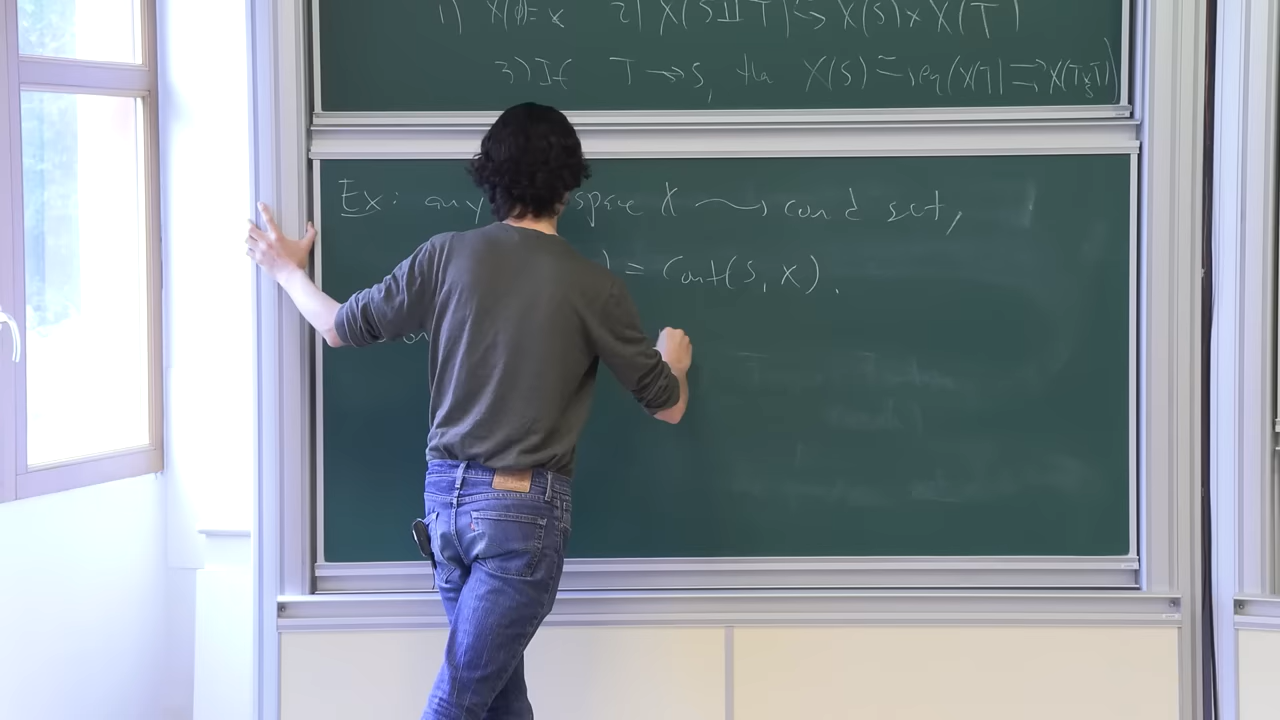 1) X(∅)=* 2) X(S⊔T) ≅ X(S)×X(T)
3) If T ↠ S, then X(S) = eq(X(T) ⇉ X(T×_S T))
Ex: any space X ⇝ cond set,
) = Cont(S, X).